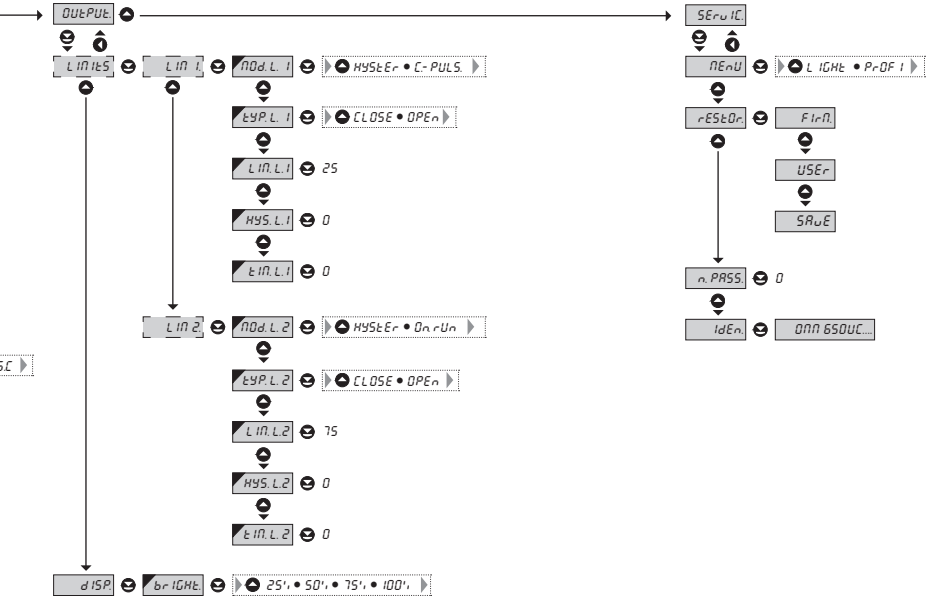 OUtPUt.
SErvIC.
LIMItS LIM 1. MOd.L. 1 HYStEr • C.-PULS.
MEnU LIGHt • PrOFI
tYP.L. 1 CLOSE • OPEn
rEStOr. FIrM.
LIM.L.1 25
USEr
HYS.L.1 0
SAvE
tIM.L.1 0
n.PASS. 0
LIM 2. MOd.L.2 HYStEr • On.rUn
IdEn. OMM 650UC...
S.C
tYP.L.2 CLOSE • OPEn
LIM.L.2 75
HYS.L.2 0
tIM.L.2 0
dISP. brIGHt. 25% • 50% • 75% • 100%